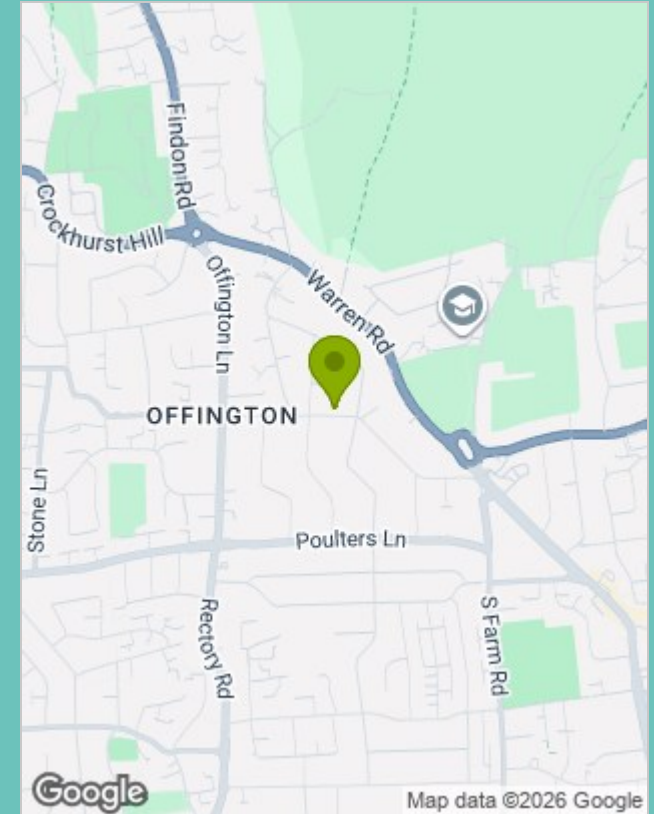 Findon Rd
Crockhurst Hill
Offington Ln
Warren Rd
OFFINGTON
Stone Ln
Poulters Ln
Rectory Rd
S Farm Rd
Google
Map data ©2026 Google